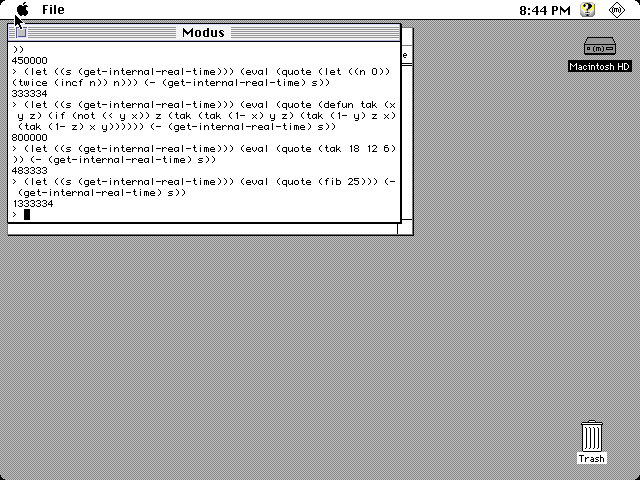 File
8:44 PM
Modus
))
450000
> (let ((s (get-internal-real-time))) (eval (quote (let ((n 0))
(twice (incf n)) n))) (- (get-internal-real-time) s))
333334
> (let ((s (get-internal-real-time))) (eval (quote (defun tak (x
y z) (if (not (< y x)) z (tak (tak (1- x) y z) (tak (1- y) z x)
(tak (1- z) x y)))))) (- (get-internal-real-time) s))
800000
> (let ((s (get-internal-real-time))) (eval (quote (tak 18 12 6)
)) (- (get-internal-real-time) s))
483333
> (let ((s (get-internal-real-time))) (eval (quote (fib 25))) (-
(get-internal-real-time) s))
1333334
>
e
Macintosh HD
Trash